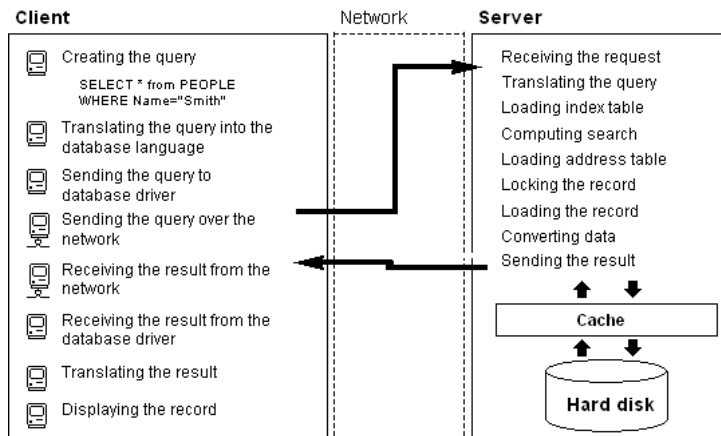 Client
Network
Server
Creating the query
SELECT * from PEOPLE
WHERE Name="Smith"
Translating the query into the
database language
Sending the query to
database driver
Sending the query over the
network
Receiving the result from the
network
Receiving the result from the
database driver
Translating the result
Displaying the record
Receiving the request
Translating the query
Loading index table
Computing search
Loading address table
Locking the record
Loading the record
Converting data
Sending the result
Cache
Hard disk